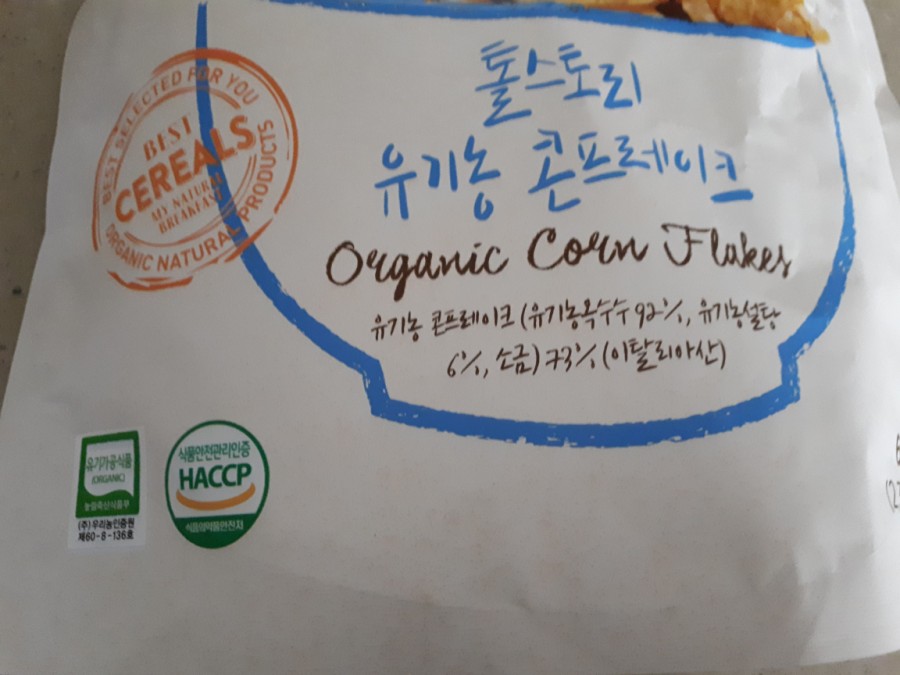 BEST SELECTED FOR YOU
BEST
CEREALS
MY NATURAL
BREAKFAST
ORGANIC NATURAL PRODUCTS
톨스토리
유기농 콘프레이크
Organic Corn Flakes
유기농 콘프레이크 (유기농옥수수 92%, 유기농설탕
6%, 소금) 73% (이탈리아산)
유기가공식품
(ORGANIC)
농림축산식품부
(주)우리농인증원
제60-8-136호
식품안전관리인증
HACCP
식품의약품안전처